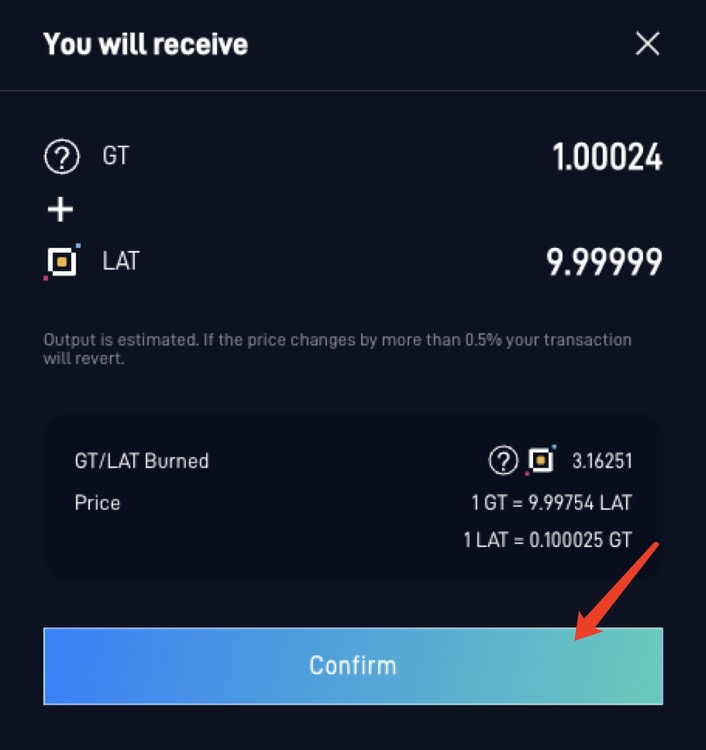 You will receive
GT 1.00024
+
LAT 9.99999
Output is estimated. If the price changes by more than 0.5% your transaction
will revert.
GT/LAT Burned 3.16251
Price 1 GT = 9.99754 LAT
1 LAT = 0.100025 GT
Confirm